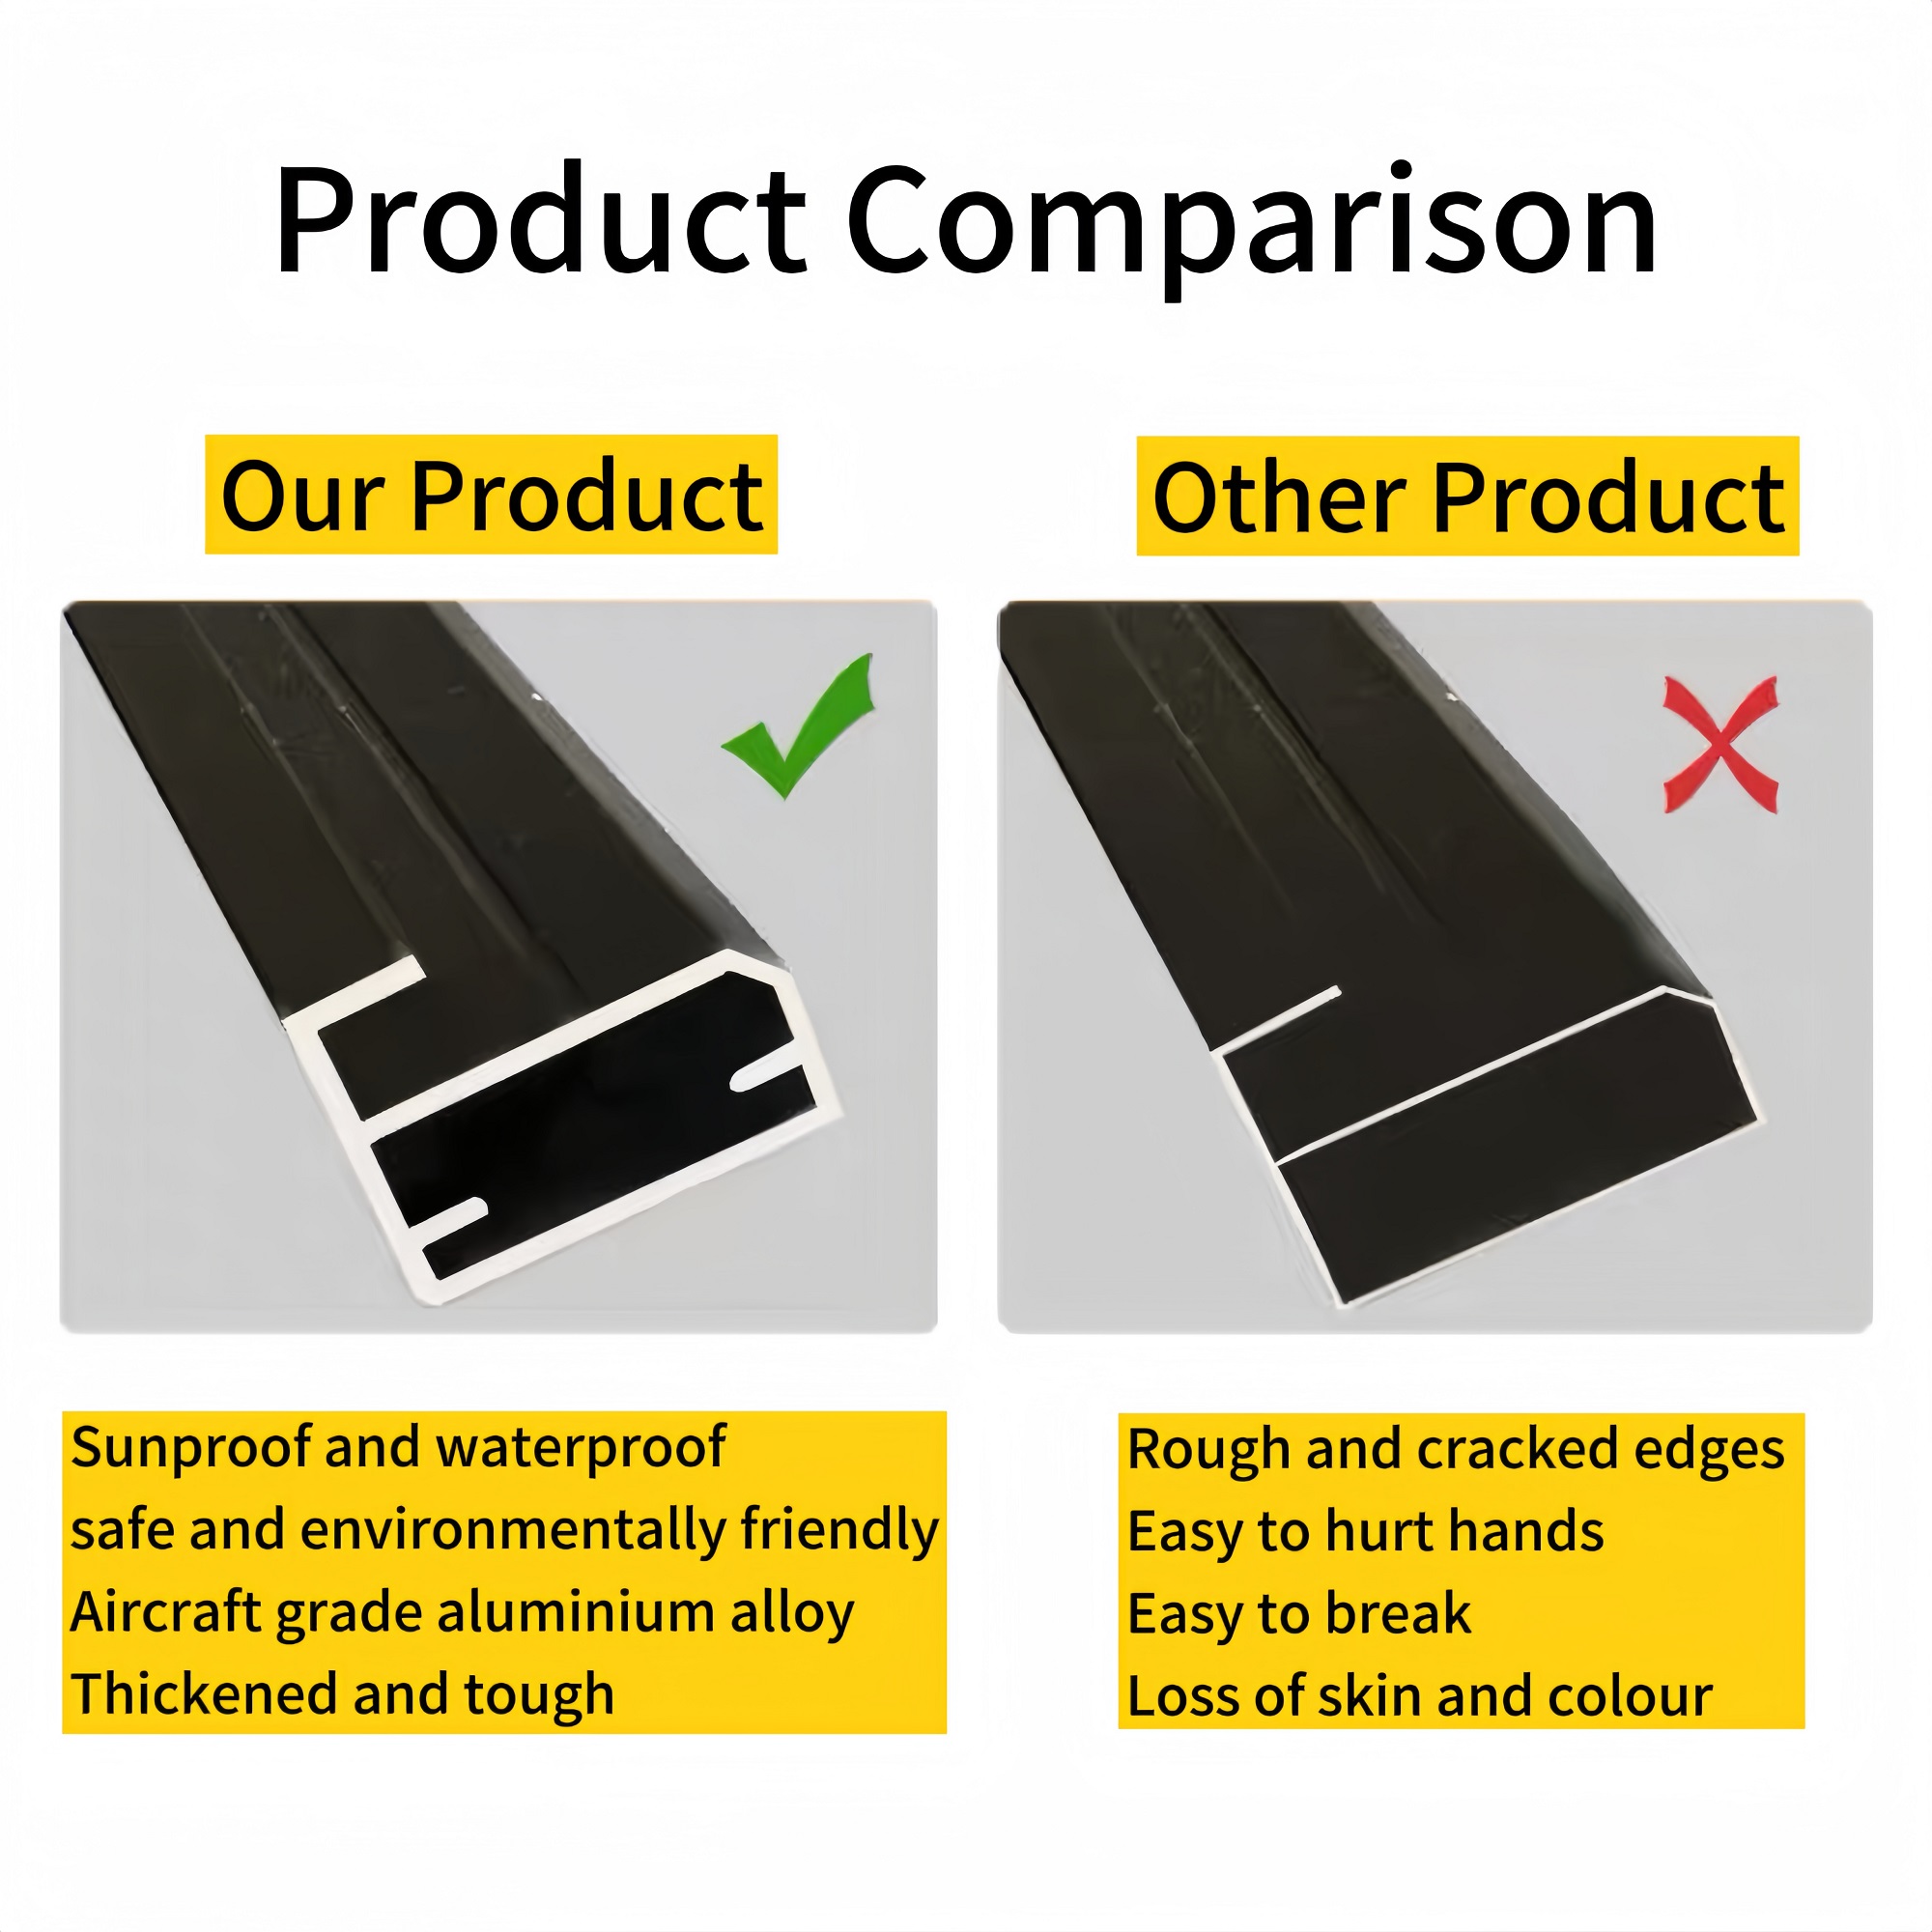 Product Comparison
Our Product
Other Product
Sunproof and waterproof
safe and environmentally friendly
Aircraft grade aluminium alloy
Thickened and tough
Rough and cracked edges
Easy to hurt hands
Easy to break
Loss of skin and colour